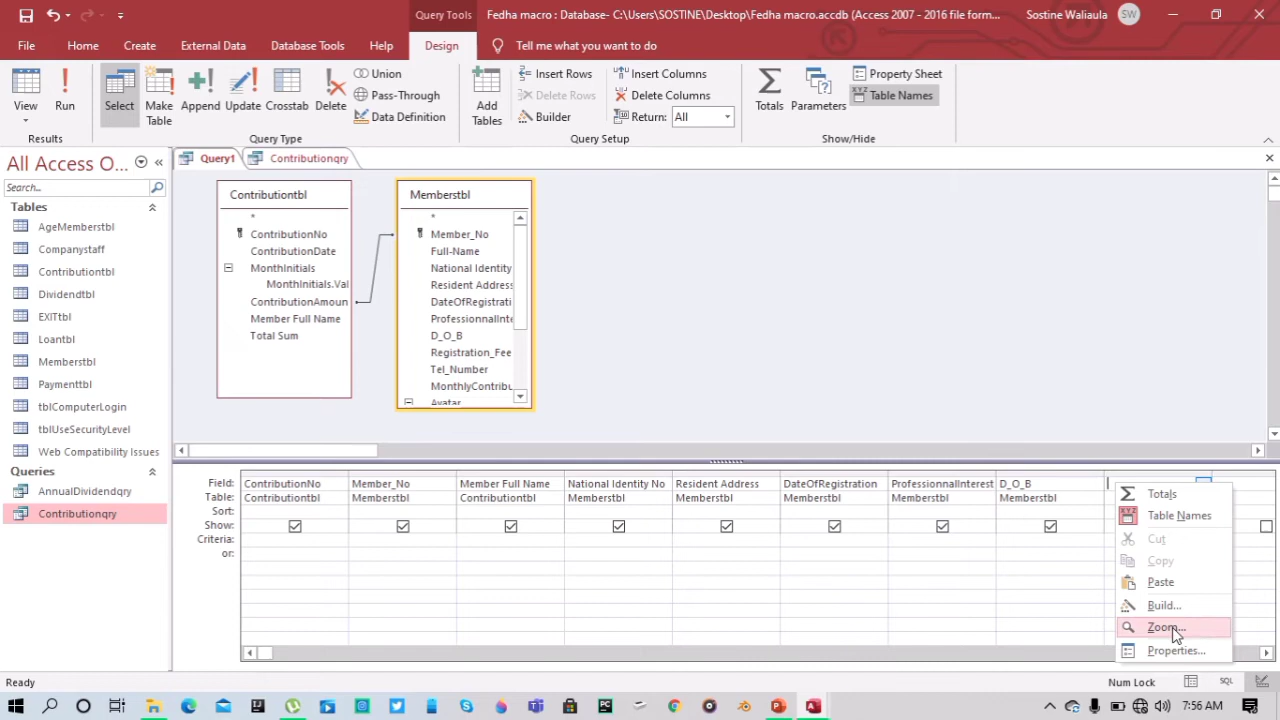 Query Tools
Fedha macro : Database- C:\Users\SOSTINE\Desktop\Fedha macro.accdb (Access 2007 - 2016 file form...
Sostine Waliaula
SW
File
Home
Create
External Data
Database Tools
Help
Design
Tell me what you want to do
View
Run
Select
Make Table
Append
Update
Crosstab
Delete
Union
Pass-Through
Data Definition
Add Tables
Insert Rows
Delete Rows
Builder
Insert Columns
Delete Columns
Return: All
Totals
Parameters
Property Sheet
Table Names
Results
Query Type
Query Setup
Show/Hide
All Access O...
Search...
Tables
AgeMemberstbl
Companystaff
Contributiontbl
Dividendtbl
EXITtbl
Loantbl
Memberstbl
Paymenttbl
tblComputerLogin
tblUseSecurityLevel
Web Compatibility Issues
Queries
AnnualDividendqry
Contributionqry
Query1
Contributionqry
Contributiontbl
*
ContributionNo
ContributionDate
MonthInitials
MonthInitials.Val
ContributionAmoun
Member Full Name
Total Sum
Memberstbl
*
Member_No
Full-Name
National Identity
Resident Address
DateOfRegistrati
ProfessionnalInte
D_O_B
Registration_Fee
Tel_Number
MonthlyContribu
Avatar
Field: ContributionNo Member_No Member Full Name National Identity No Resident Address DateOfRegistration ProfessionnalInterest D_O_B
Table: Contributiontbl Memberstbl Contributiontbl Memberstbl Memberstbl Memberstbl Memberstbl Memberstbl
Sort:
Show:
Criteria:
or:
Totals
Table Names
Cut
Copy
Paste
Build...
Zoom...
Properties...
Ready
Num Lock
SQL
7:56 AM